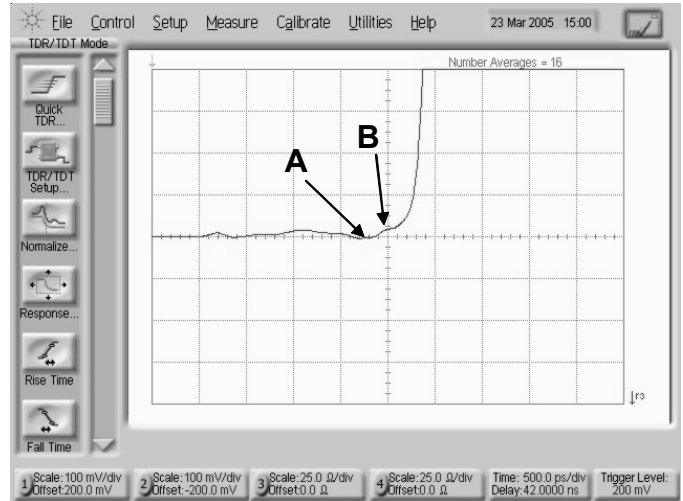 File Control Setup Measure Calibrate Utilities Help 23 Mar 2005 15:00
TDR/TDT Mode
Number Averages = 16
Quick
TDR...
TDR/TDT
Setup...
Normalize...
Response...
Rise Time
Fall Time
A
B
r3
1 Scale: 100 mV/div
Offset:200.0 mV
2 Scale: 100 mV/div
Offset:-200.0 mV
3 Scale: 25.0 Ω/div
Offset:0.0 Ω
4 Scale: 25.0 Ω/div
Offset:0.0 Ω
Time: 500.0 ps/div
Delay:42.0000 ns
Trigger Level:
200 mV